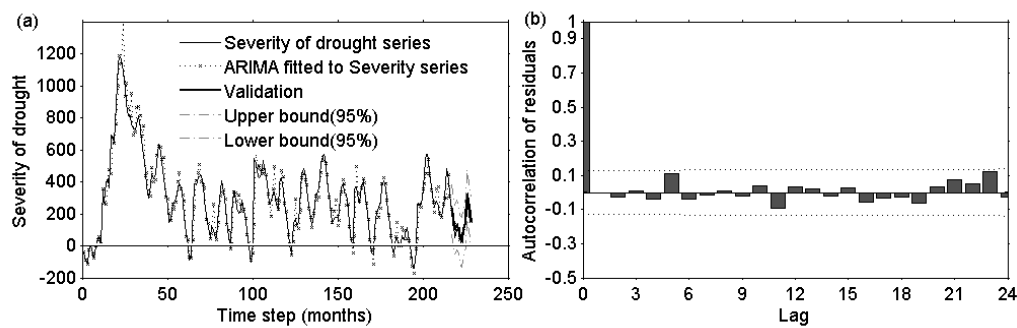 (a)
Severity of drought
1200
1000
800
600
400
200
0
-200
Severity of drought series
ARIMA fitted to Severity series
Validation
Upper bound(95%)
Lower bound(95%)
0 50 100 150 200 250
Time step (months)
(b)
Autocorrelation of residuals
1
0.9
0.7
0.5
0.3
0.1
-0.1
-0.3
-0.5
0 3 6 9 12 15 18 21 24
Lag